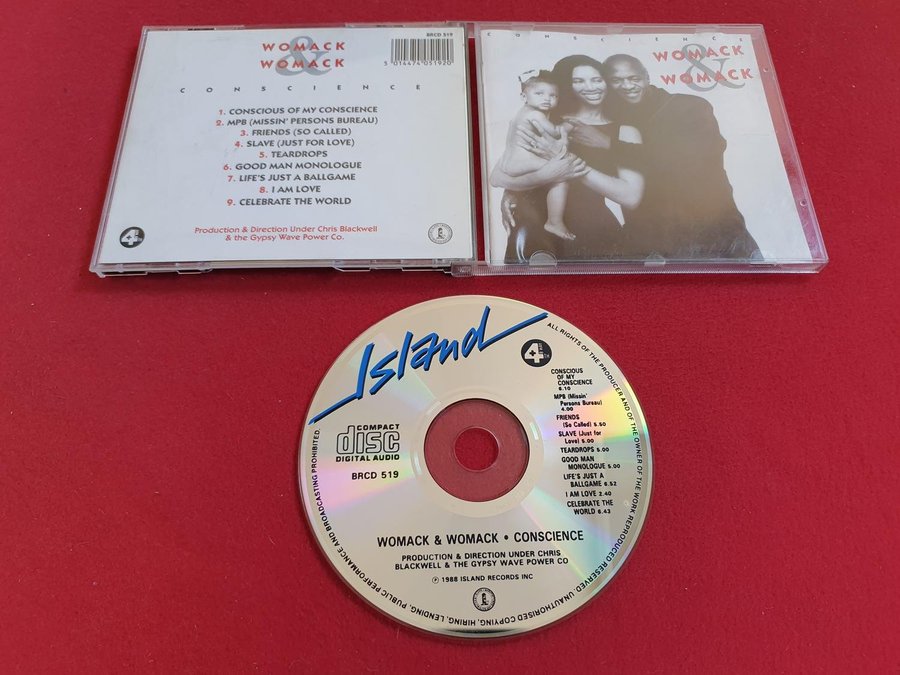 BRCD 519
WOMACK
&
WOMACK
CONSCIENCE
5 014474 051920
1. CONSCIOUS OF MY CONSCIENCE
2. MPB (MISSIN' PERSONS BUREAU)
3. FRIENDS (SO CALLED)
4. SLAVE (JUST FOR LOVE)
5. TEARDROPS
6. GOOD MAN MONOLOGUE
7. LIFE'S JUST A BALLGAME
8. I AM LOVE
9. CELEBRATE THE WORLD
4
Production & Direction Under Chris Blackwell
& the Gypsy Wave Power Co.
CONSCIENCE
WOMACK
&
WOMACK
Island
4
COMPACT
disc
DIGITAL AUDIO
BRCD 519
CONSCIOUS
OF MY
CONSCIENCE
6.10
MPB (Missin'
Persons Bureau)
4.00
FRIENDS
(So Called) 5.50
SLAVE (Just for
Love) 5.00
TEARDROPS 5.00
GOOD MAN
MONOLOGUE 5.00
LIFE'S JUST A
BALLGAME 6.52
I AM LOVE 2.40
CELEBRATE THE
WORLD 6.43
WOMACK & WOMACK • CONSCIENCE
PRODUCTION & DIRECTION UNDER CHRIS
BLACKWELL & THE GYPSY WAVE POWER CO
℗ 1988 ISLAND RECORDS INC
ALL RIGHTS OF THE PRODUCER AND OF THE OWNER OF THE WORK REPRODUCED RESERVED. UNAUTHORISED COPYING, HIRING, LENDING, PUBLIC PERFORMANCE AND BROADCASTING PROHIBITED.